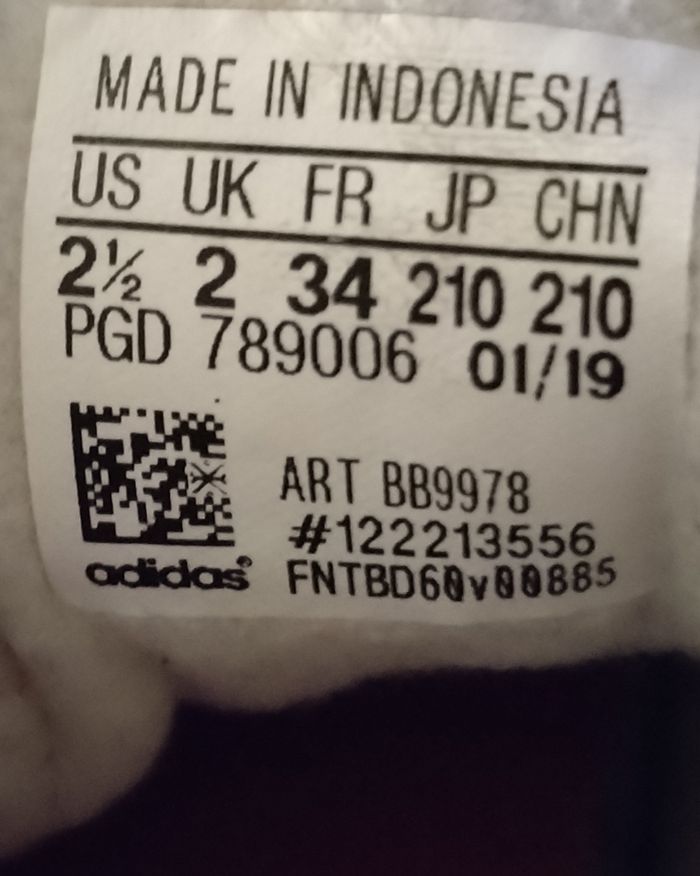 MADE IN INDONESIA
US UK FR JP CHN
2½ 2 34 210 210
PGD 789006 01/19
ART BB9978
#122213556
adidas® FNTBD60v00885